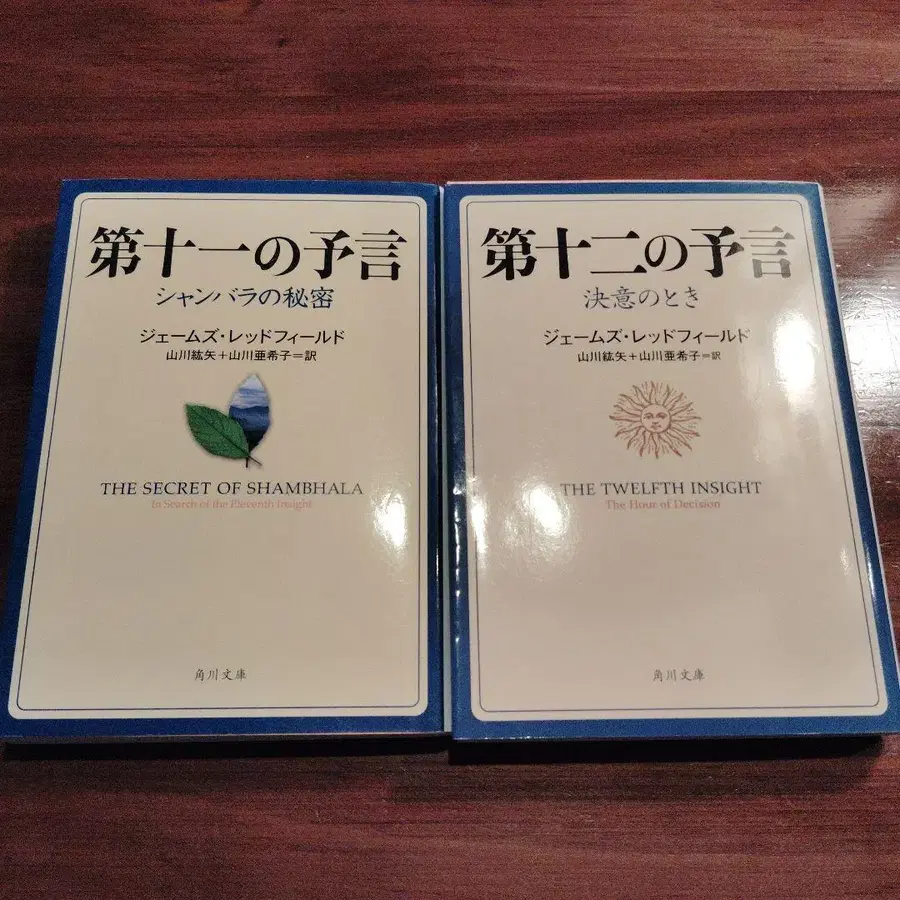 第十一の予言
シャンバラの秘密
ジェームズ・レッドフィールド
山川紘矢+山川亜希子=訳
THE SECRET OF SHAMBHALA
In Search of the Eleventh Insight
角川文庫
第十二の予言
決意のとき
ジェームズ・レッドフィールド
山川紘矢+山川亜希子=訳
THE TWELFTH INSIGHT
The Hour of Decision
角川文庫